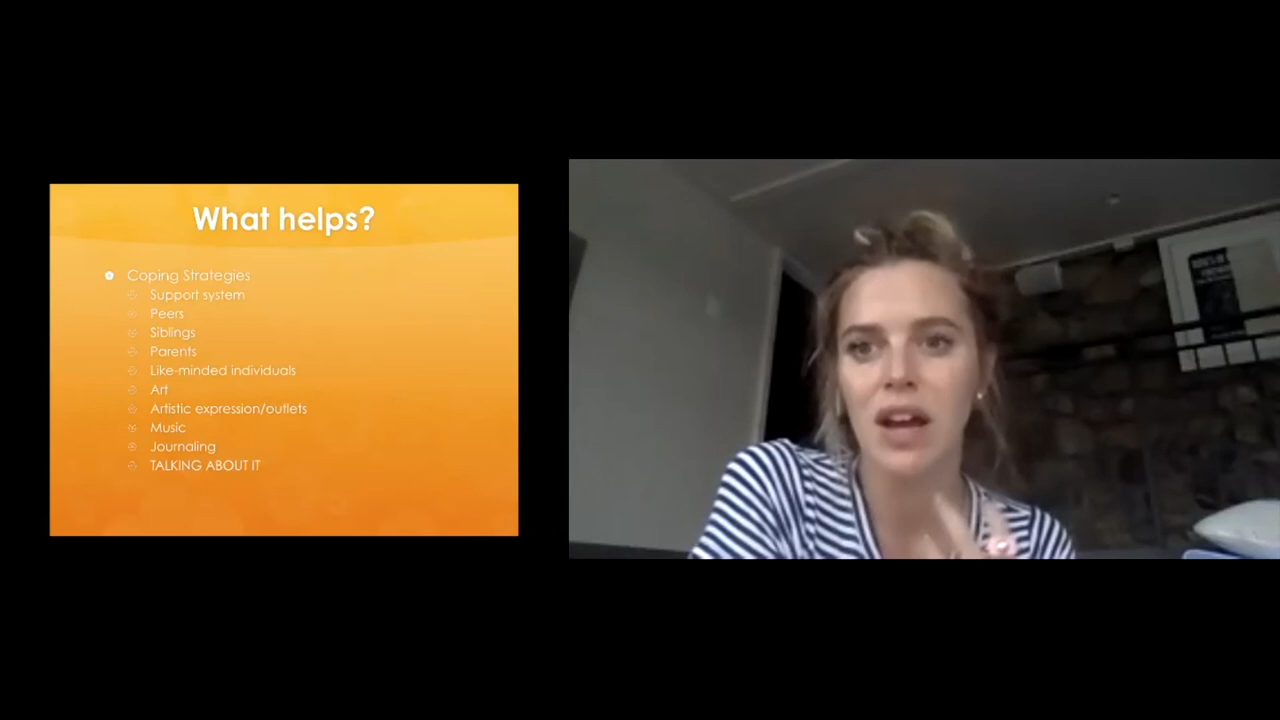 What helps?
Coping Strategies
Support system
Peers
Siblings
Parents
Like-minded individuals
Art
Artistic expression/outlets
Music
Journaling
TALKING ABOUT IT